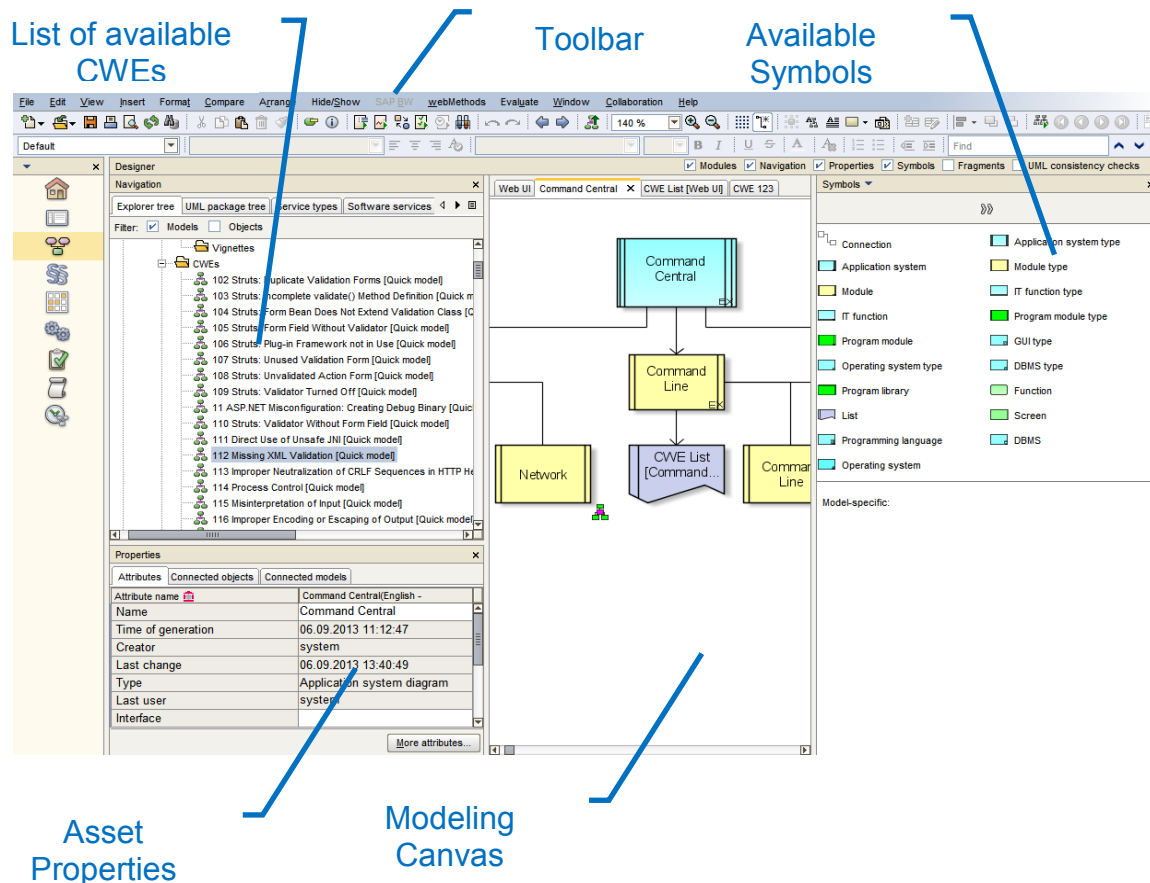 List of available
CWEs
Toolbar
Available
Symbols
File Edit View Insert Format Compare Arrange Hide/Show SAP BW webMethods Evaluate Window Collaboration Help
140 %
Default
B I U S A
Find
Designer
Modules Navigation Properties Symbols Fragments UML consistency checks
Navigation
Explorer tree UML package tree Service types Software services
Filter: Models Objects
Vignettes
CWEs
102 Struts: Duplicate Validation Forms [Quick model]
103 Struts: Incomplete validate() Method Definition [Quick m
104 Struts: Form Bean Does Not Extend Validation Class [Q
105 Struts: Form Field Without Validator [Quick model]
106 Struts: Plug-in Framework not in Use [Quick model]
107 Struts: Unused Validation Form [Quick model]
108 Struts: Unvalidated Action Form [Quick model]
109 Struts: Validator Turned Off [Quick model]
11 ASP.NET Misconfiguration: Creating Debug Binary [Quic
110 Struts: Validator Without Form Field [Quick model]
111 Direct Use of Unsafe JNI [Quick model]
112 Missing XML Validation [Quick model]
113 Improper Neutralization of CRLF Sequences in HTTP He
114 Process Control [Quick model]
115 Misinterpretation of Input [Quick model]
116 Improper Encoding or Escaping of Output [Quick model
Properties
Attributes Connected objects Connected models
Attribute name Command Central(English -
Name Command Central
Time of generation 06.09.2013 11:12:47
Creator system
Last change 06.09.2013 13:40:49
Type Application system diagram
Last user system
Interface
More attributes...
Web UI Command Central CWE List [Web UI] CWE 123
Command
Central
EX
Command
Line
EX
Network
CWE List
[Command...
Comman
Line
Symbols
Connection Application system type
Application system Module type
Module IT function type
IT function Program module type
Program module GUI type
Operating system type DBMS type
Program library Function
List Screen
Programming language DBMS
Operating system
Model-specific:
Asset
Properties
Modeling
Canvas